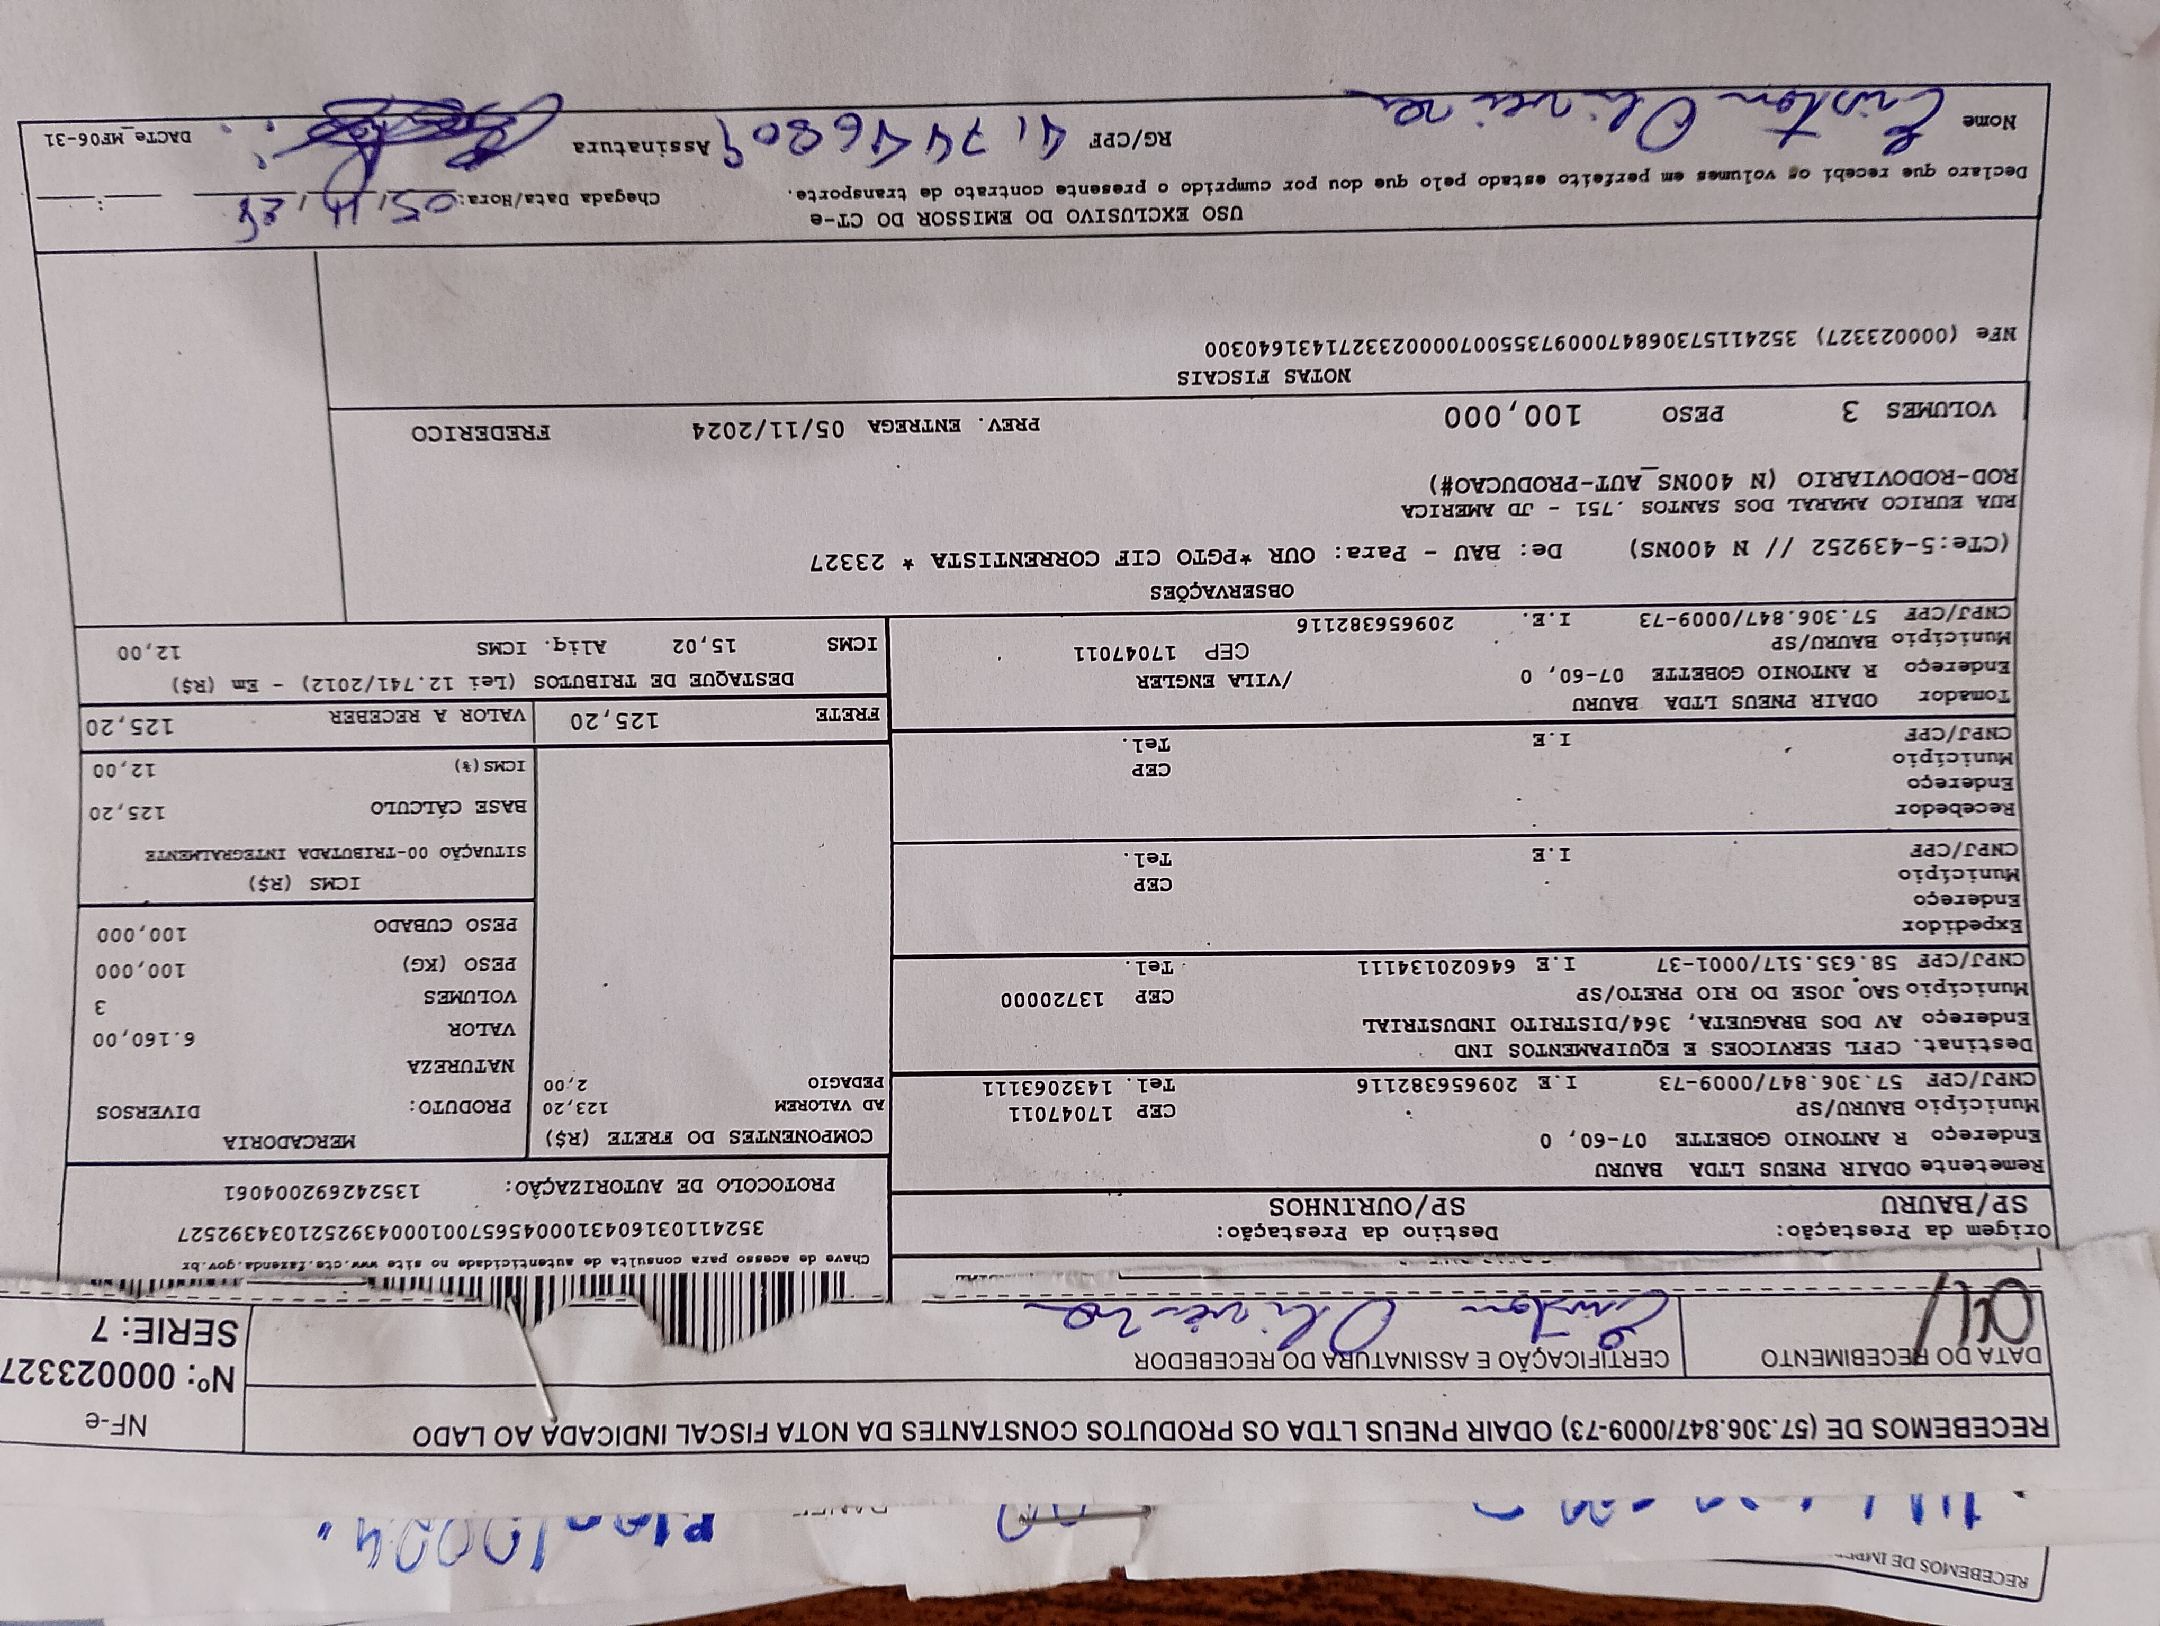 RECEBEMOS DE
RECEBEMOS DE (57.306.847/0009-73) ODAIR PNEUS LTDA OS PRODUTOS CONSTANTES DA NOTA FISCAL INDICADA AO LADO
NF-e
Nº: 000023327
SERIE: 7
DATA DO RECEBIMENTO
CERTIFICAÇÃO E ASSINATURA DO RECEBEDOR
Oliveira
Origem da Prestação:
SP/BAURU
Destino da Prestação:
SP/OURINHOS
Chave de acesso para consulta de autenticidade no site www.cte.fazenda.gov.br
35241103160431000456570010004392521034392527
PROTOCOLO DE AUTORIZAÇÃO: 135242692004061
Remetente ODAIR PNEUS LTDA BAURU
Endereço R ANTONIO GOBETTE 07-60, 0
Município BAURU/SP CEP 17047011
CNPJ/CPF 57.306.847/0009-73 I.E 209656382116 Tel. 1432063111
Destinat. CPFL SERVICOES E EQUIPAMENTOS IND
Endereço AV DOS BRAGUETA, 364/DISTRITO INDUSTRIAL
Município SAO JOSE DO RIO PRETO/SP CEP 13720000
CNPJ/CPF 58.635.517/0001-37 I.E 646020134111 Tel.
Expedidor
Endereço
Município CEP
CNPJ/CPF I.E Tel.
Recebedor
Endereço
Município CEP
CNPJ/CPF I.E Tel.
Tomador ODAIR PNEUS LTDA BAURU
Endereço R ANTONIO GOBETTE 07-60, 0 /VILA ENGLER
Município BAURU/SP CEP 17047011
CNPJ/CPF 57.306.847/0009-73 I.E. 209656382116
COMPONENTES DO FRETE (R$)
AD VALOREM 123,20
PEDAGIO 2,00
MERCADORIA
PRODUTO: DIVERSOS
NATUREZA
VALOR 6.160,00
VOLUMES 3
PESO (KG) 100,000
PESO CUBADO 100,000
ICMS (R$)
SITUAÇÃO 00-TRIBUTADA INTEGRALMENTE
BASE CÁLCULO 125,20
ICMS(%) 12,00
FRETE 125,20
VALOR A RECEBER 125,20
DESTAQUE DE TRIBUTOS (Lei 12.741/2012) - Em (R$)
ICMS 15,02 Aliq. ICMS 12,00
OBSERVAÇÕES
(CTe:5-439252 // N 400NS) De: BAU - Para: OUR *PGTO CIF CORRENTISTA * 23327
RUA EURICO AMARAL DOS SANTOS .751 - JD AMERICA
ROD-RODOVIARIO (N 400NS_AUT-PRODUCAO#)
VOLUMES 3 PESO 100,000 PREV. ENTREGA 05/11/2024 FREDERICO
NOTAS FISCAIS
NFe (000023327) 35241157306847000973550070000233271431640300
USO EXCLUSIVO DO EMISSOR DO CT-e
Declaro que recebi os volumes em perfeito estado pelo que dou por cumprido o presente contrato de transporte.
Chegada Data/Hora: 05, 11, 24 :
Nome Oliveira RG/CPF Assinatura
DACTe_MF06-31